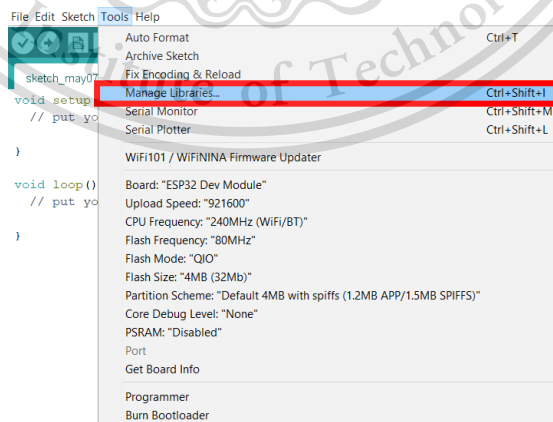 File Edit Sketch Tools Help
Auto Format Ctrl+T
Archive Sketch
Fix Encoding & Reload
Manage Libraries... Ctrl+Shift+I
Serial Monitor Ctrl+Shift+M
Serial Plotter Ctrl+Shift+L
WiFi101 / WiFiNINA Firmware Updater
Board: "ESP32 Dev Module"
Upload Speed: "921600"
CPU Frequency: "240MHz (WiFi/BT)"
Flash Frequency: "80MHz"
Flash Mode: "QIO"
Flash Size: "4MB (32Mb)"
Partition Scheme: "Default 4MB with spiffs (1.2MB APP/1.5MB SPIFFS)"
Core Debug Level: "None"
PSRAM: "Disabled"
Port
Get Board Info
Programmer
Burn Bootloader
sketch_may07
void setup
// put yo
}
void loop()
// put yo
}
of Techno